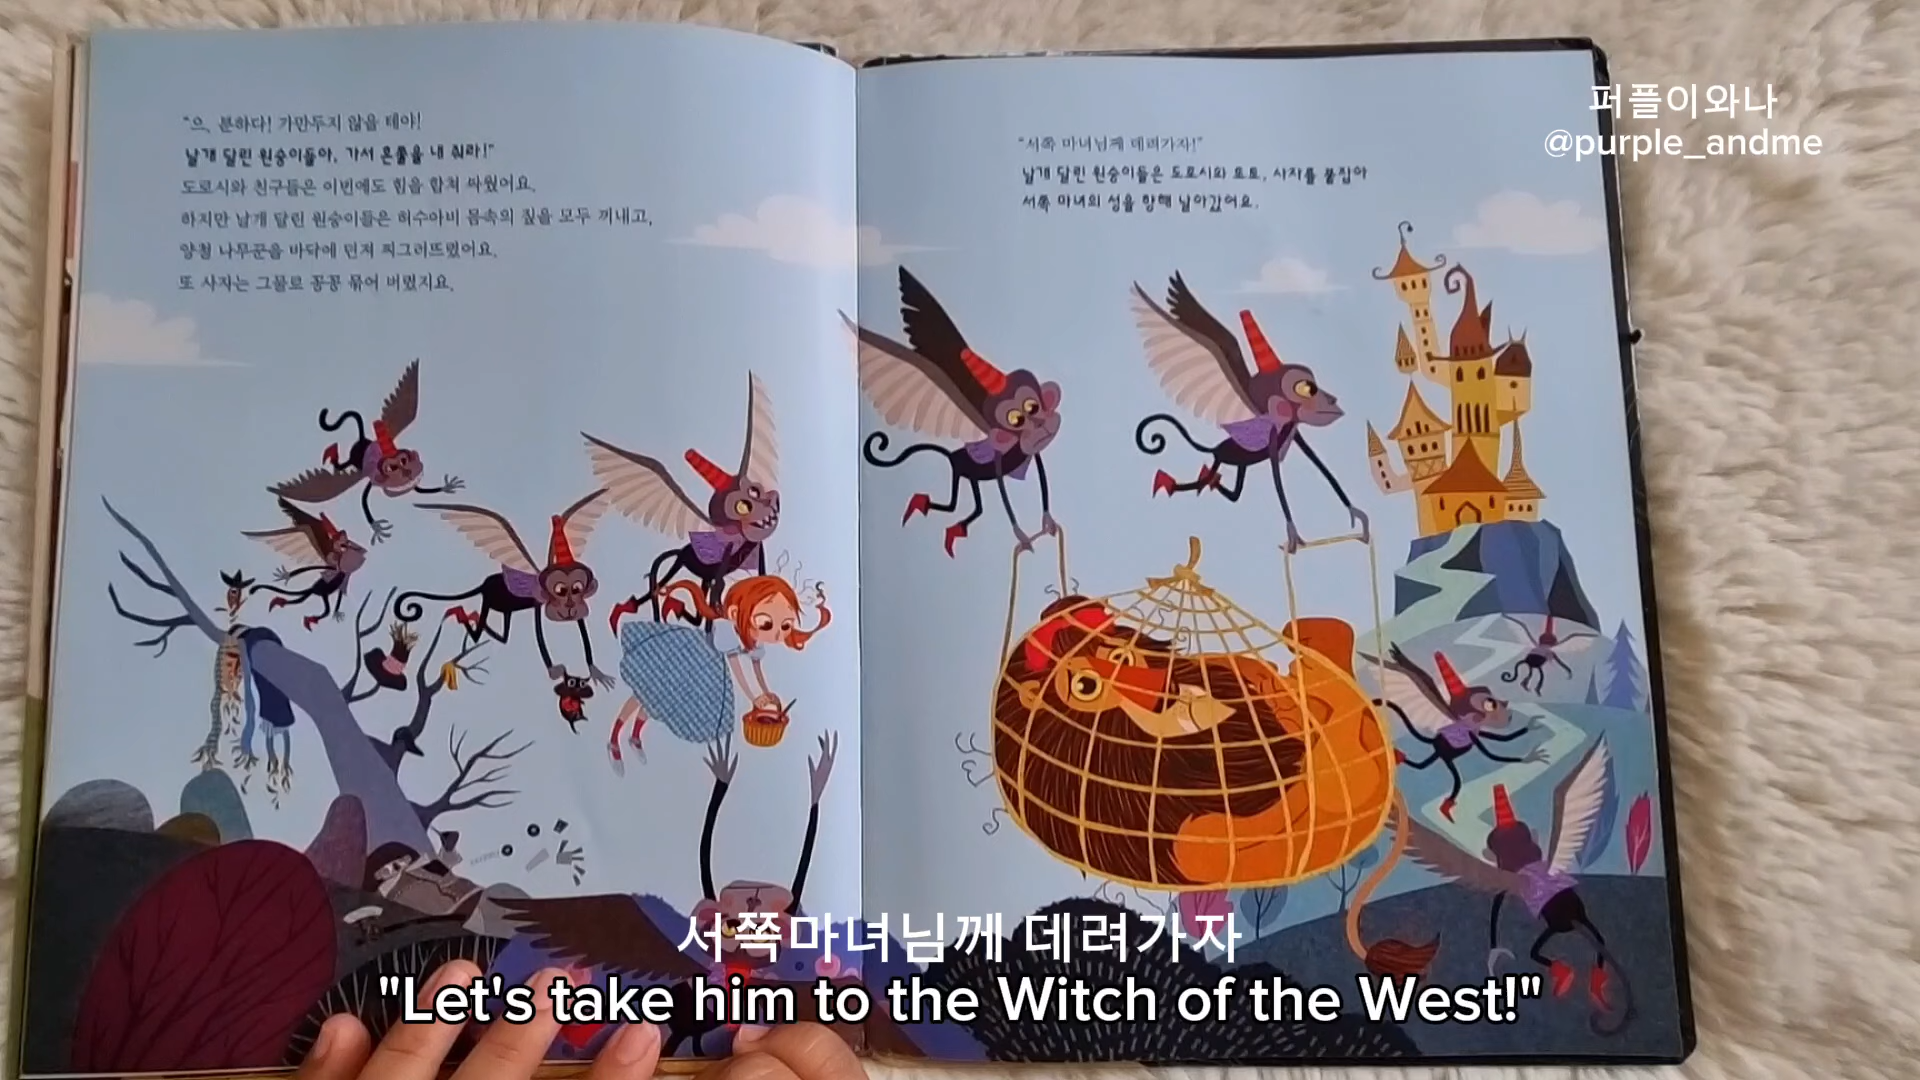 "으, 분하다! 가만두지 않을 테야!
날개 달린 원숭이들아, 가서 혼쭐을 내 줘라!"
도로시와 친구들은 이번에도 힘을 합쳐 싸웠어요.
하지만 날개 달린 원숭이들은 허수아비 몸속의 짚을 모두 꺼내고,
양철 나무꾼을 바닥에 던져 찌그러뜨렸어요.
또 사자는 그물로 꽁꽁 묶어 버렸지요.
"서쪽 마녀님께 데려가자!"
날개 달린 원숭이들은 도로시와 토토, 사자를 붙잡아
서쪽 마녀의 성을 향해 날아갔어요.
퍼플이와나
@purple_andme
서쪽마녀님께 데려가자
"Let's take him to the Witch of the West!"